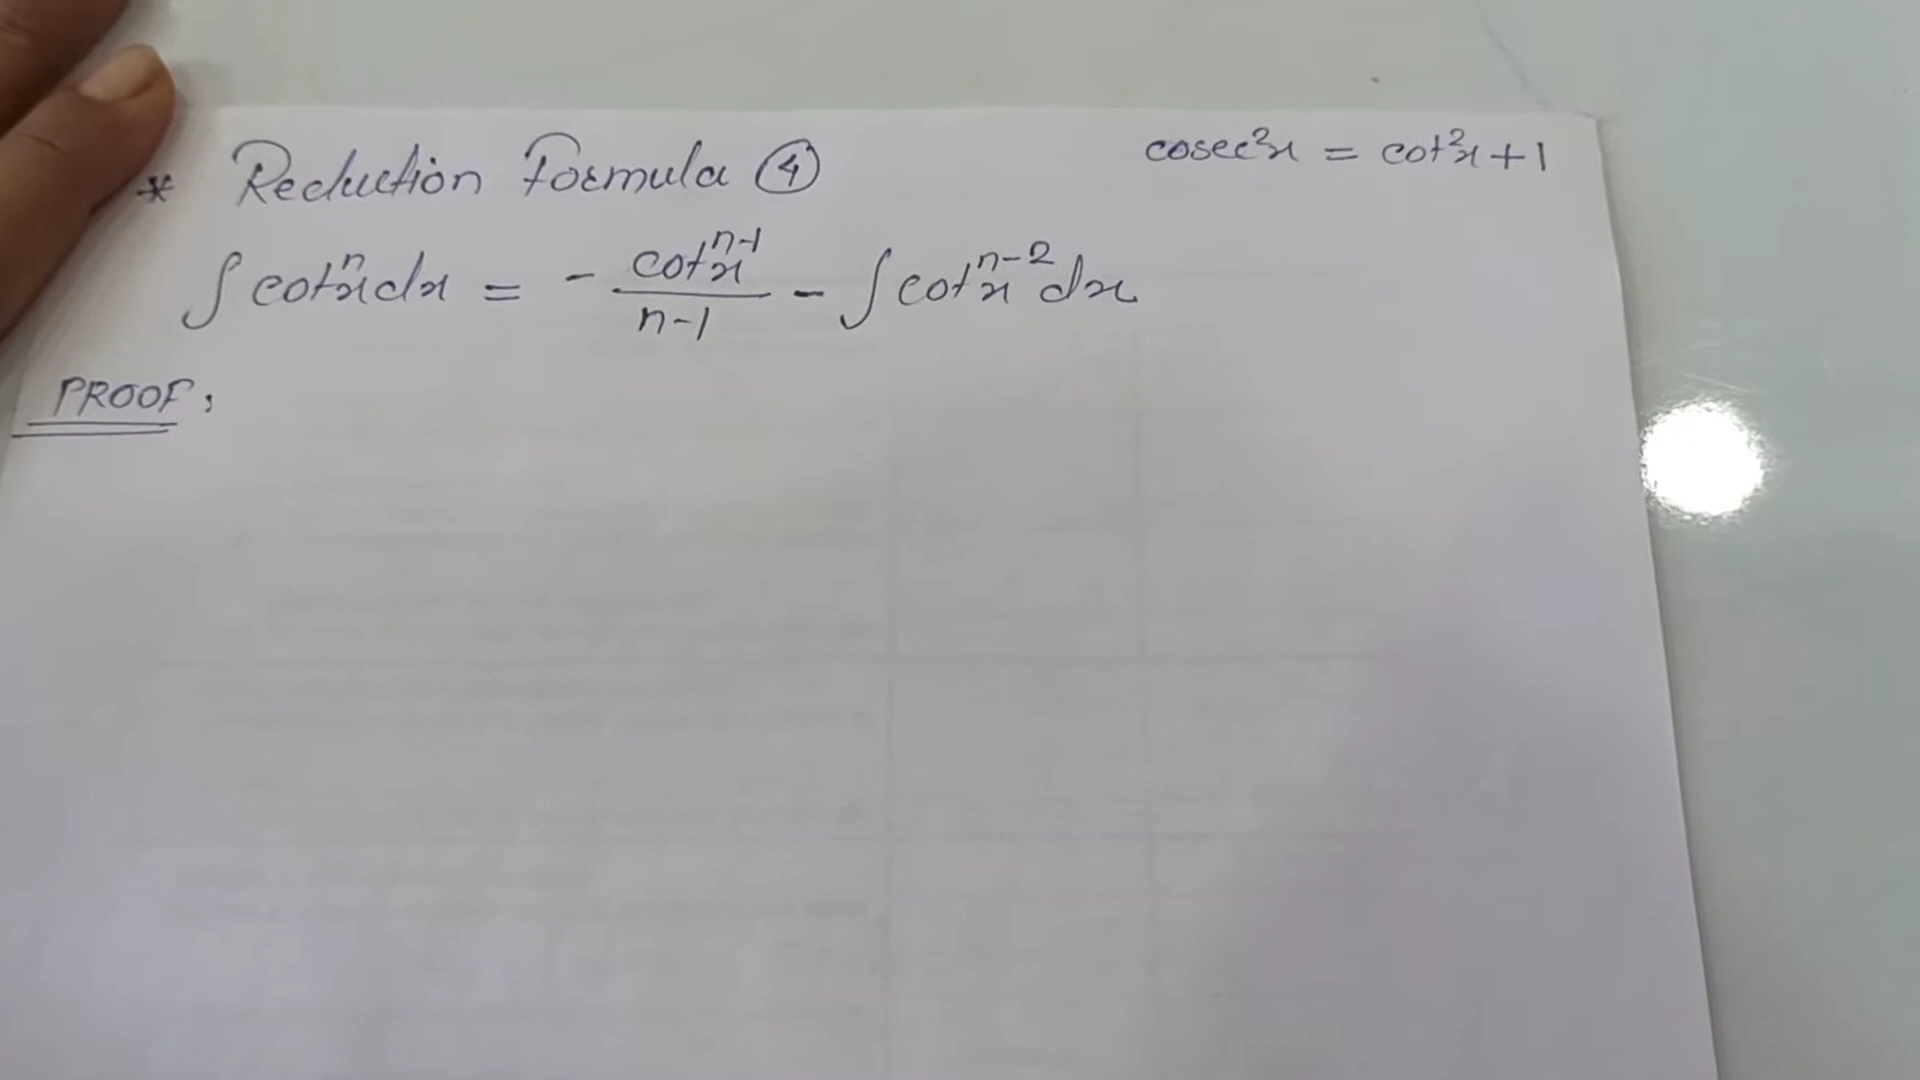 * Reduction Formula ④
cosec²x = cot²x + 1
∫ cotⁿx dx = - cotⁿ⁻¹x / n-1 - ∫ cotⁿ⁻²x dx
PROOF: